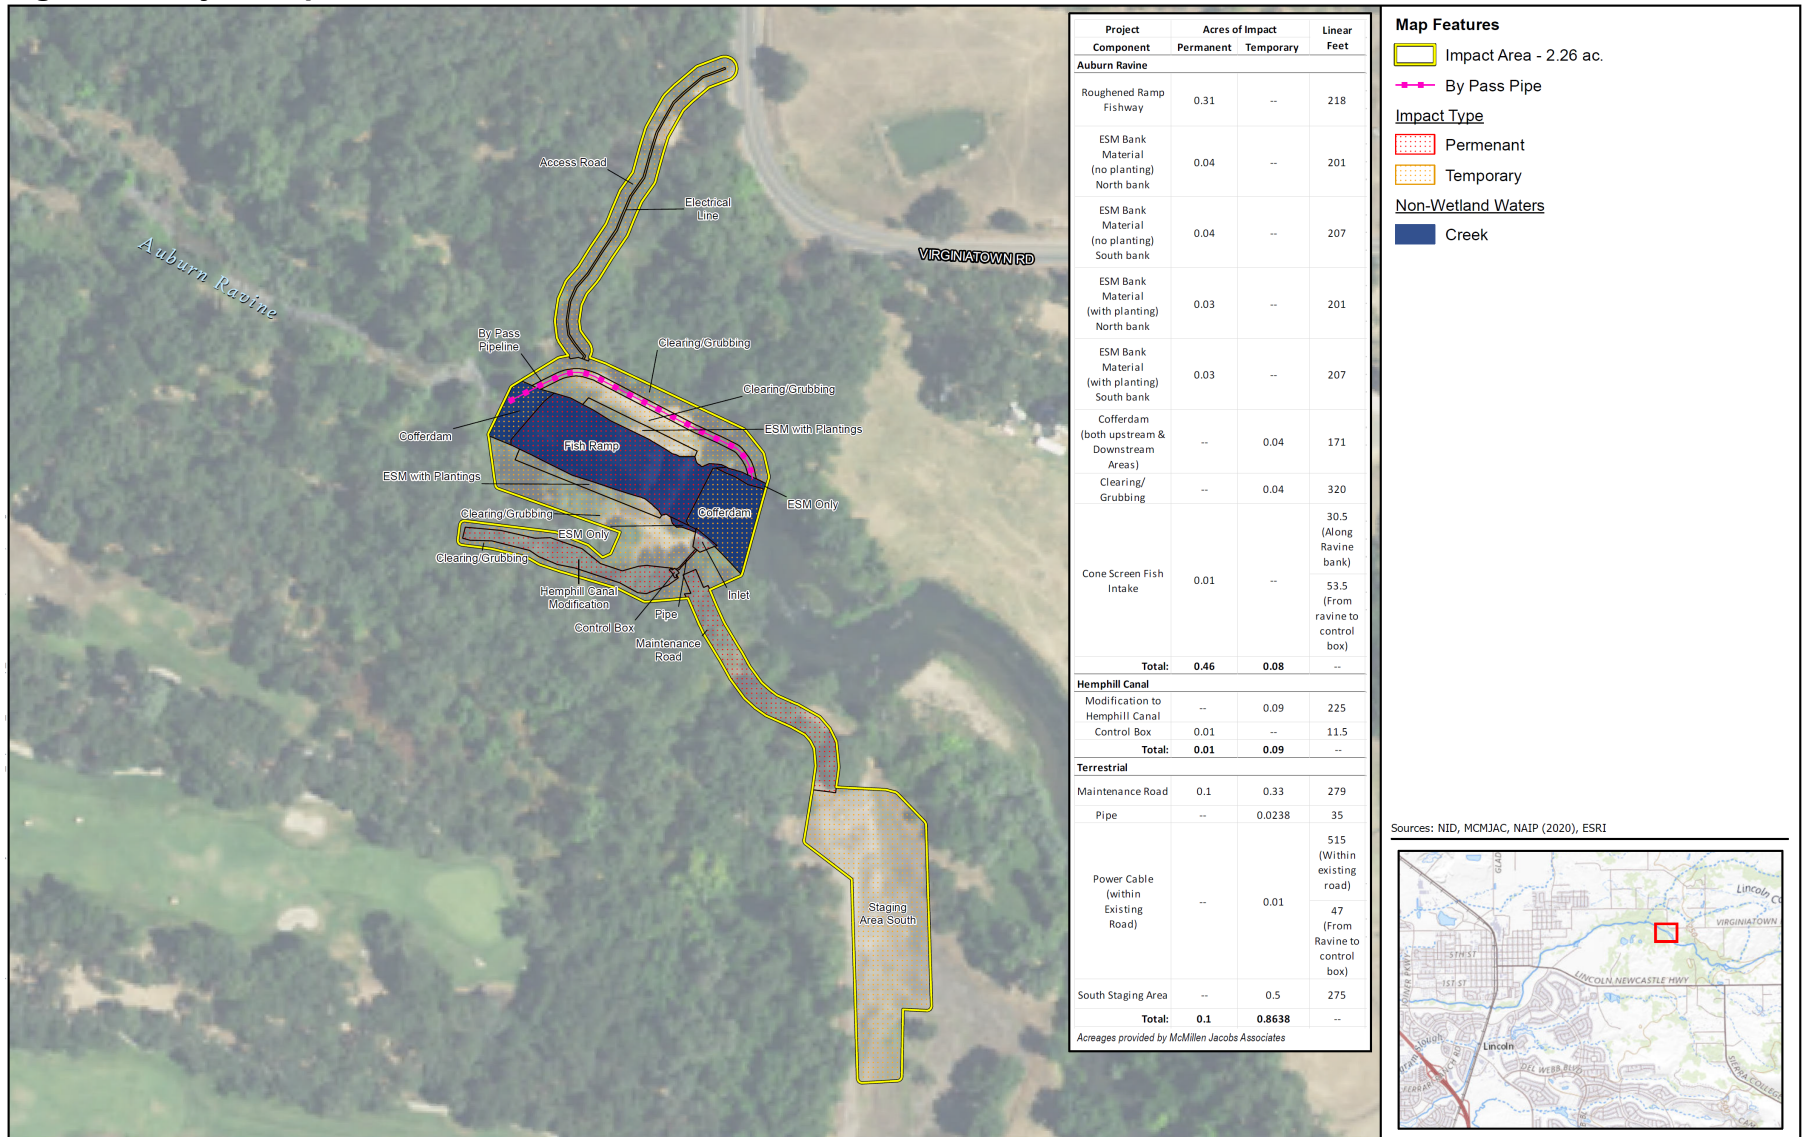 Access Road
Electrical
Line
VIRGINIATOWN RD
Auburn Ravine
By Pass
Pipeline
Clearing/Grubbing
Clearing/Grubbing
ESM with Plantings
Cofferdam
Fish Ramp
ESM with Plantings
ESM Only
Cofferdam
Clearing/Grubbing
ESM Only
Clearing/Grubbing
Hemphill Canal
Modification
Inlet
Pipe
Control Box
Maintenance
Road
Staging
Area South
Project Acres of Impact Linear
Component Permanent Temporary Feet
Auburn Ravine
Roughened Ramp
Fishway 0.31 -- 218
ESM Bank
Material
(no planting)
North bank 0.04 -- 201
ESM Bank
Material
(no planting)
South bank 0.04 -- 207
ESM Bank
Material
(with planting)
North bank 0.03 -- 201
ESM Bank
Material
(with planting)
South bank 0.03 -- 207
Cofferdam
(both upstream &
Downstream
Areas) -- 0.04 171
Clearing/
Grubbing -- 0.04 320
Cone Screen Fish
Intake 0.01 --
30.5
(Along
Ravine
bank)
53.5
(From
ravine to
control
box)
Total: 0.46 0.08 --
Hemphill Canal
Modification to
Hemphill Canal -- 0.09 225
Control Box 0.01 -- 11.5
Total: 0.01 0.09 --
Terrestrial
Maintenance Road 0.1 0.33 279
Pipe -- 0.0238 35
Power Cable
(within
Existing
Road) -- 0.01
515
(Within
existing
road)
47
(From
Ravine to
control
box)
South Staging Area -- 0.5 275
Total: 0.1 0.8638 --
Acreages provided by McMillen Jacobs Associates
Map Features
Impact Area - 2.26 ac.
By Pass Pipe
Impact Type
Permenant
Temporary
Non-Wetland Waters
Creek
Sources: NID, MCMJAC, NAIP (2020), ESRI
GLAD
Lincoln
VIRGINIATOWN
5TH ST
1ST ST
JOINER PKWY
LINCOLN NEWCASTLE HWY
Lincoln
DEL WEBB BLVD
SIERRA COLLEGE